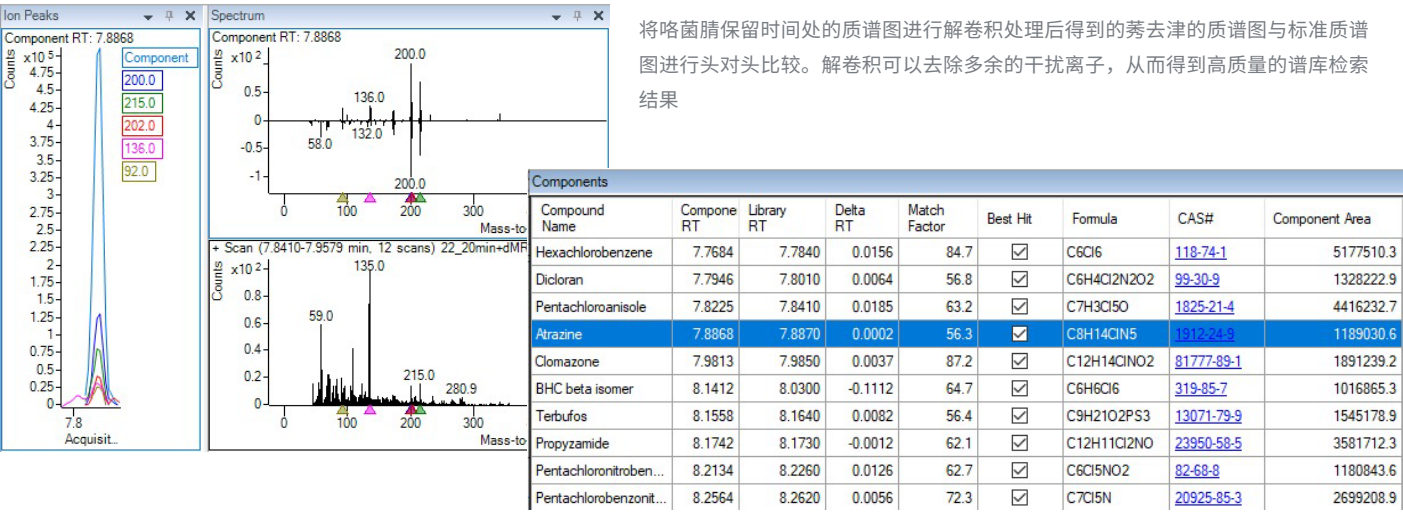 Ion Peaks
Component RT: 7.8868
x10 5
Counts
4.75
4.5
4.25
4
3.75
3.5
3.25
3
2.75
2.5
2.25
2
1.75
1.5
1.25
1
0.75
0.5
0.25
0
7.8
Acquisit...
Component
200.0
215.0
202.0
136.0
92.0
Spectrum
Component RT: 7.8868
x10 2
Counts
0.5
0
-0.5
-1
200.0
136.0
58.0
132.0
200.0
0 100 200 300
Mass-to
+ Scan (7.8410-7.9579 min, 12 scans) 22_20min+dMR
x10 2
Counts
0.8
0.6
0.4
0.2
0
135.0
59.0
215.0
280.9
0 100 200 300
Mass-to
将咯菌腈保留时间处的质谱图进行解卷积处理后得到的莠去津的质谱图与标准质谱
图进行头对头比较。解卷积可以去除多余的干扰离子，从而得到高质量的谱库检索
结果
Components
Compound Name Compone RT Library RT Delta RT Match Factor Best Hit Formula CAS# Component Area
Hexachlorobenzene 7.7684 7.7840 0.0156 84.7 C6Cl6 118-74-1 5177510.3
Dicloran 7.7946 7.8010 0.0064 56.8 C6H4Cl2N2O2 99-30-9 1328222.9
Pentachloroanisole 7.8225 7.8410 0.0185 63.2 C7H3Cl5O 1825-21-4 4416232.7
Atrazine 7.8868 7.8870 0.0002 56.3 C8H14ClN5 1912-24-9 1189030.6
Clomazone 7.9813 7.9850 0.0037 87.2 C12H14ClNO2 81777-89-1 1891239.2
BHC beta isomer 8.1412 8.0300 -0.1112 64.7 C6H6Cl6 319-85-7 1016865.3
Terbufos 8.1558 8.1640 0.0082 56.4 C9H21O2PS3 13071-79-9 1545178.9
Propyzamide 8.1742 8.1730 -0.0012 62.1 C12H11Cl2NO 23950-58-5 3581712.3
Pentachloronitroben... 8.2134 8.2260 0.0126 62.7 C6Cl5NO2 82-68-8 1180843.6
Pentachlorobenzonit... 8.2564 8.2620 0.0056 72.3 C7Cl5N 20925-85-3 2699208.9